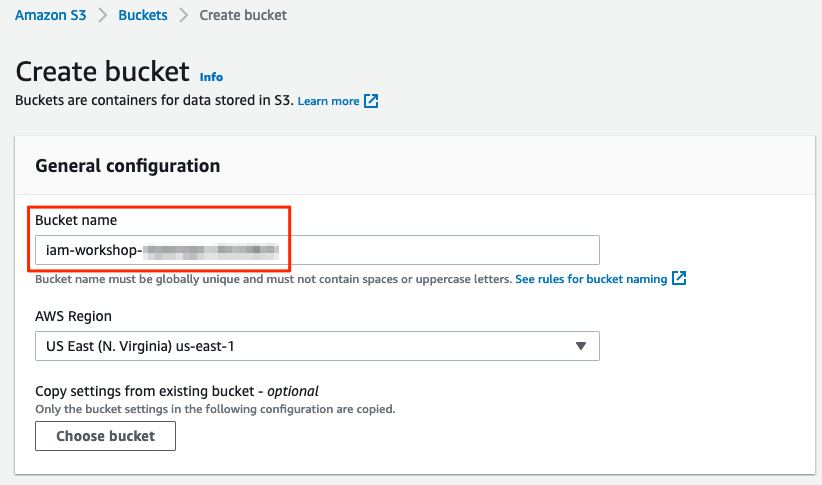 Amazon S3 > Buckets > Create bucket
Create bucket Info
Buckets are containers for data stored in S3. Learn more
General configuration
Bucket name
iam-workshop-
Bucket name must be globally unique and must not contain spaces or uppercase letters. See rules for bucket naming
AWS Region
US East (N. Virginia) us-east-1
Copy settings from existing bucket - optional
Only the bucket settings in the following configuration are copied.
Choose bucket